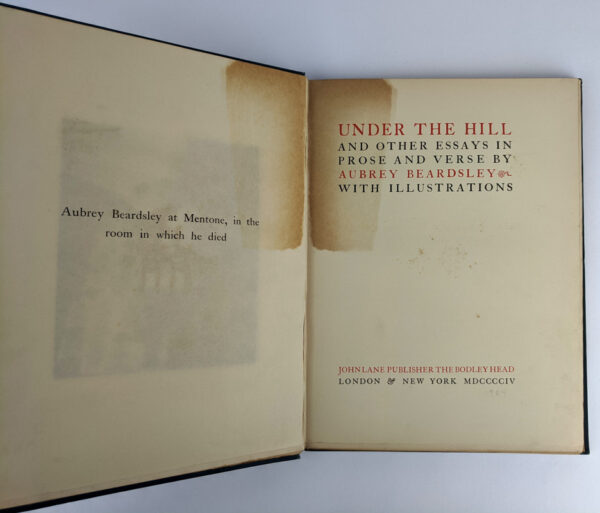 Aubrey Beardsley at Mentone, in the
room in which he died
UNDER THE HILL
AND OTHER ESSAYS IN
PROSE AND VERSE BY
AUBREY BEARDSLEY
WITH ILLUSTRATIONS
JOHN LANE PUBLISHER THE BODLEY HEAD
LONDON & NEW YORK MDCCCCIV
1904